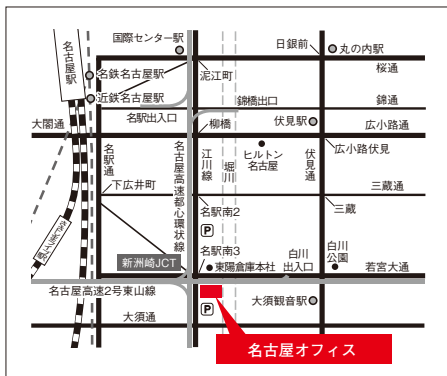 国際センター駅
日銀前
丸の内駅
名古屋駅
名鉄名古屋駅
泥江町
桜通
近鉄名古屋駅
錦橋出口
錦通
名駅出入口
大閤通
柳橋
伏見駅
広小路通
名駅通
名古屋高速都心環状線
江川線
堀川
ヒルトン
名古屋
伏見通
広小路伏見
下広井町
三蔵通
名駅南2
三蔵
P
名駅南3
新洲崎JCT
東陽倉庫本社
白川
出入口
白川
公園
若宮大通
名古屋高速2号東山線
大須観音駅
P
大須通
名古屋オフィス